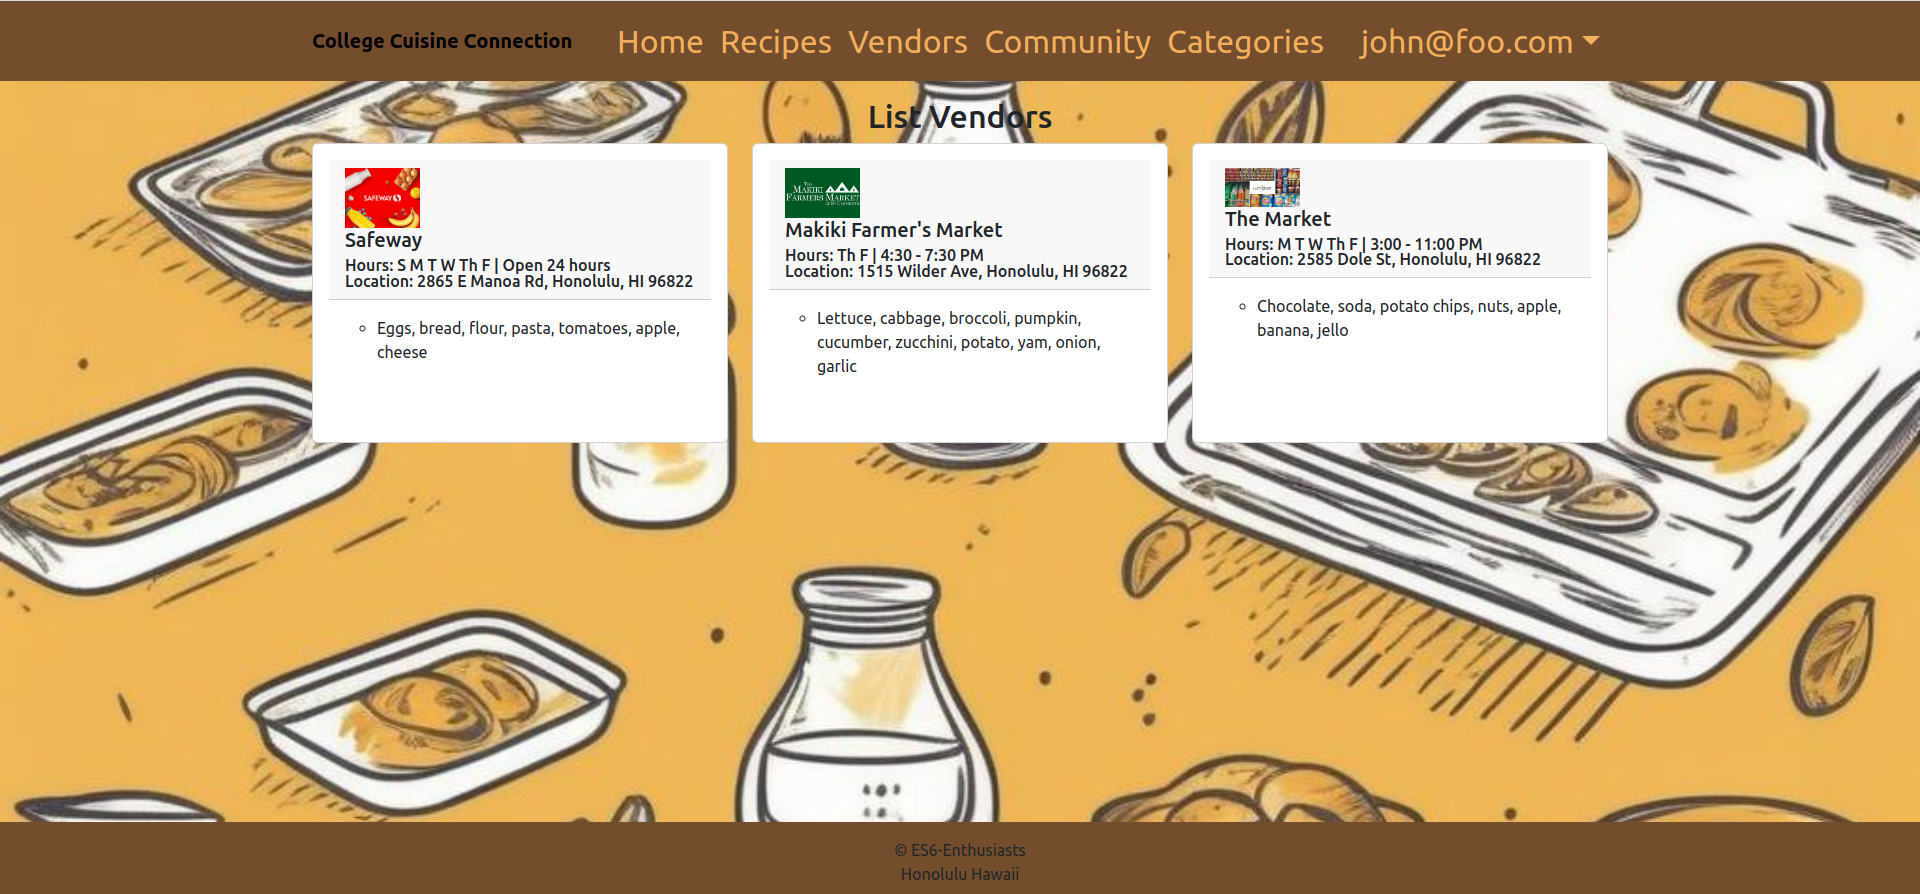 College Cuisine Connection
Home Recipes Vendors Community Categories john@foo.com
List Vendors
SAFEWAY
Safeway
Hours: S M T W Th F | Open 24 hours
Location: 2865 E Manoa Rd, Honolulu, HI 96822
Eggs, bread, flour, pasta, tomatoes, apple,
cheese
THE
MAKIKI
FARMERS MARKET
Makiki Farmer's Market
Hours: Th F | 4:30 - 7:30 PM
Location: 1515 Wilder Ave, Honolulu, HI 96822
Lettuce, cabbage, broccoli, pumpkin,
cucumber, zucchini, potato, yam, onion,
garlic
The Market
Hours: M T W Th F | 3:00 - 11:00 PM
Location: 2585 Dole St, Honolulu, HI 96822
Chocolate, soda, potato chips, nuts, apple,
banana, jello
© ES6-Enthusiasts
Honolulu Hawaii